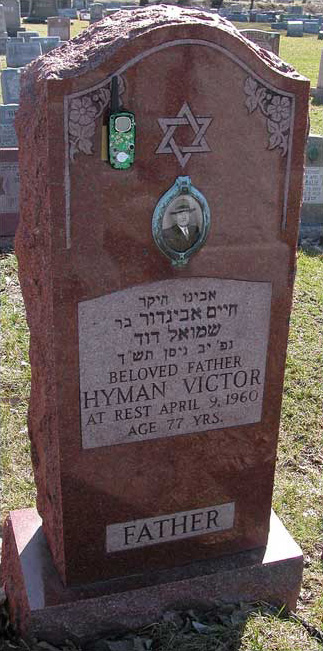 אבינו היקר
חיים אביגדור בר
שמואל דוד
נפ' יב ניסן תש"ך
BELOVED FATHER
HYMAN VICTOR
AT REST APRIL 9, 1960
AGE 77 YRS.
FATHER